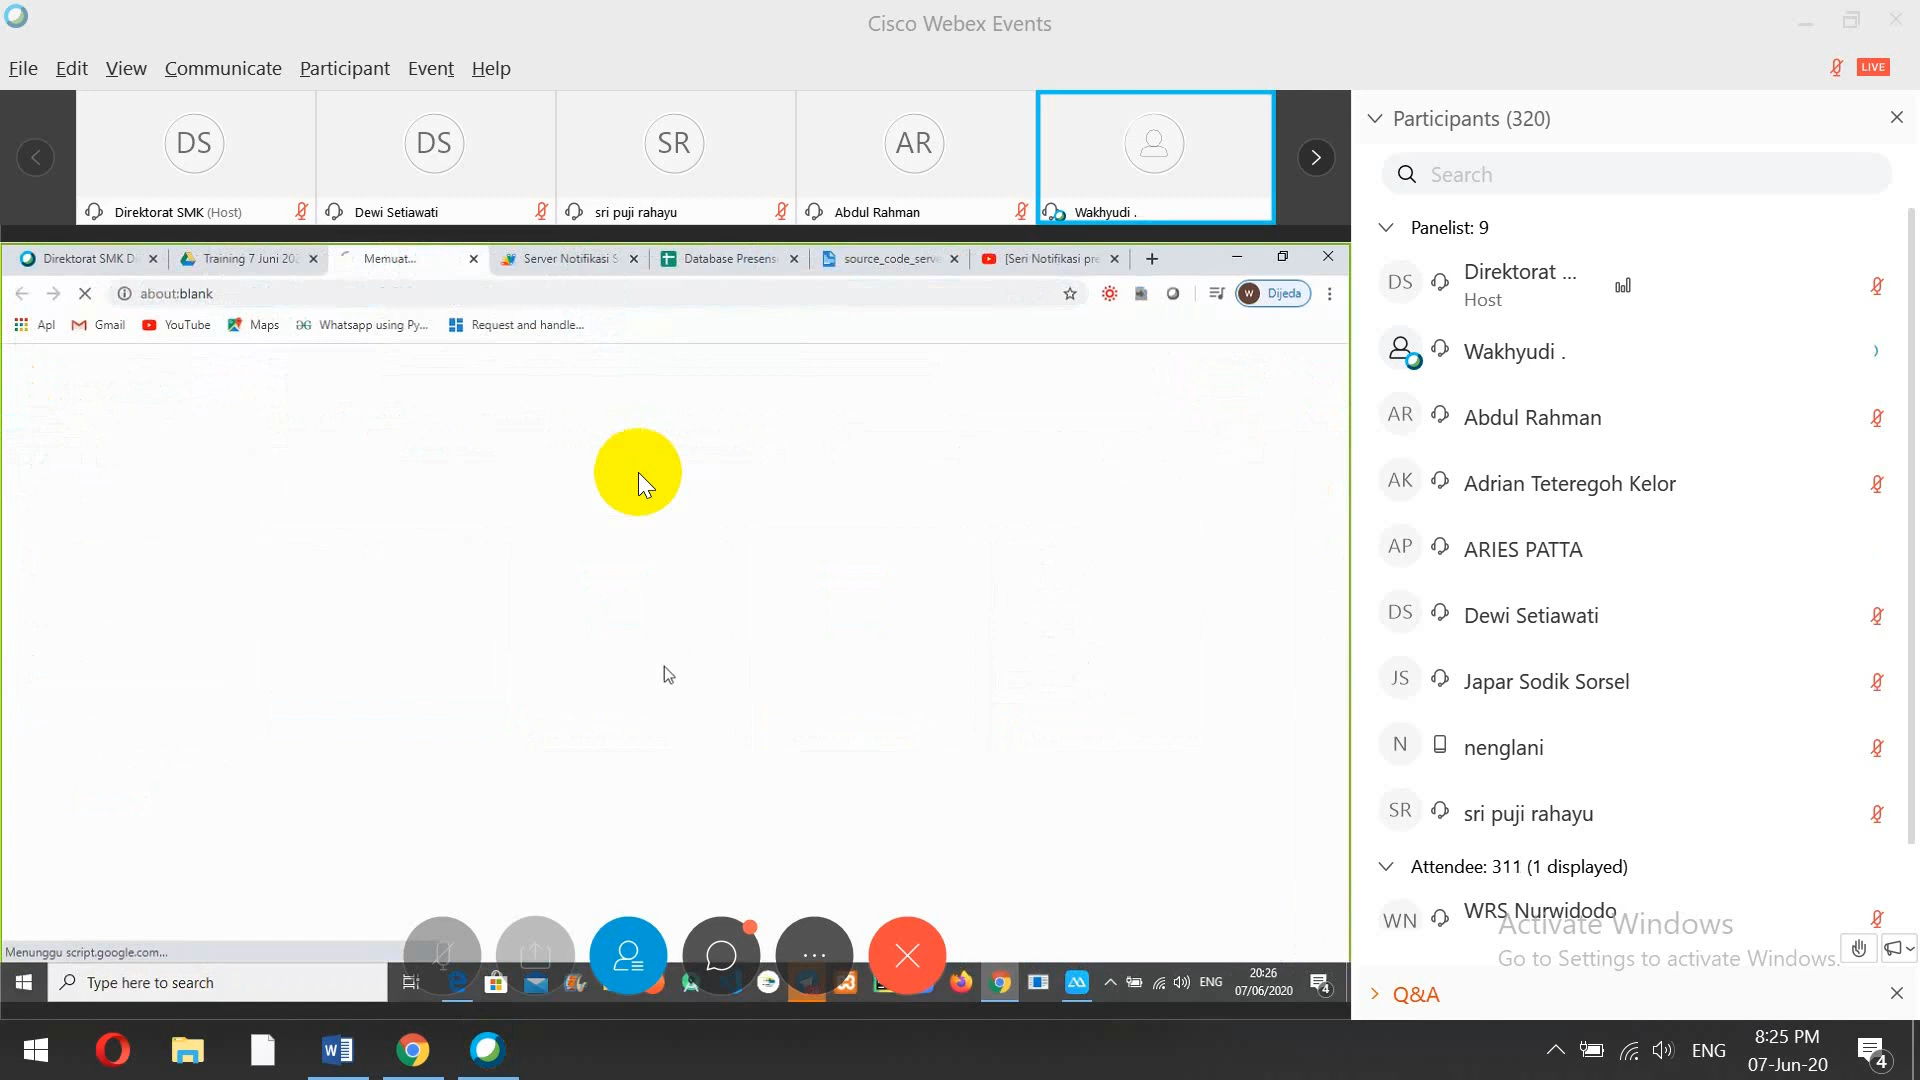 Cisco Webex Events
File Edit View Communicate Participant Event Help
LIVE
DS DS SR AR
Direktorat SMK (Host) Dewi Setiawati sri puji rahayu Abdul Rahman Wakhyudi .
Direktorat SMK D Training 7 Juni 202 Memuat... Server Notifikasi S Database Presens source_code_serve [Seri Notifikasi pre
about:blank
W Dijeda
Apl Gmail YouTube Maps Whatsapp using Py... Request and handle...
Menunggu script.google.com...
Type here to search
ENG
20:26
07/06/2020
4
Participants (320)
Search
Panelist: 9
DS Direktorat ...
Host
Wakhyudi .
AR Abdul Rahman
AK Adrian Teteregoh Kelor
AP ARIES PATTA
DS Dewi Setiawati
JS Japar Sodik Sorsel
N nenglani
SR sri puji rahayu
Attendee: 311 (1 displayed)
WN WRS Nurwidodo
Activate Windows
Go to Settings to activate Windows.
Q&A
ENG
8:25 PM
07-Jun-20
4